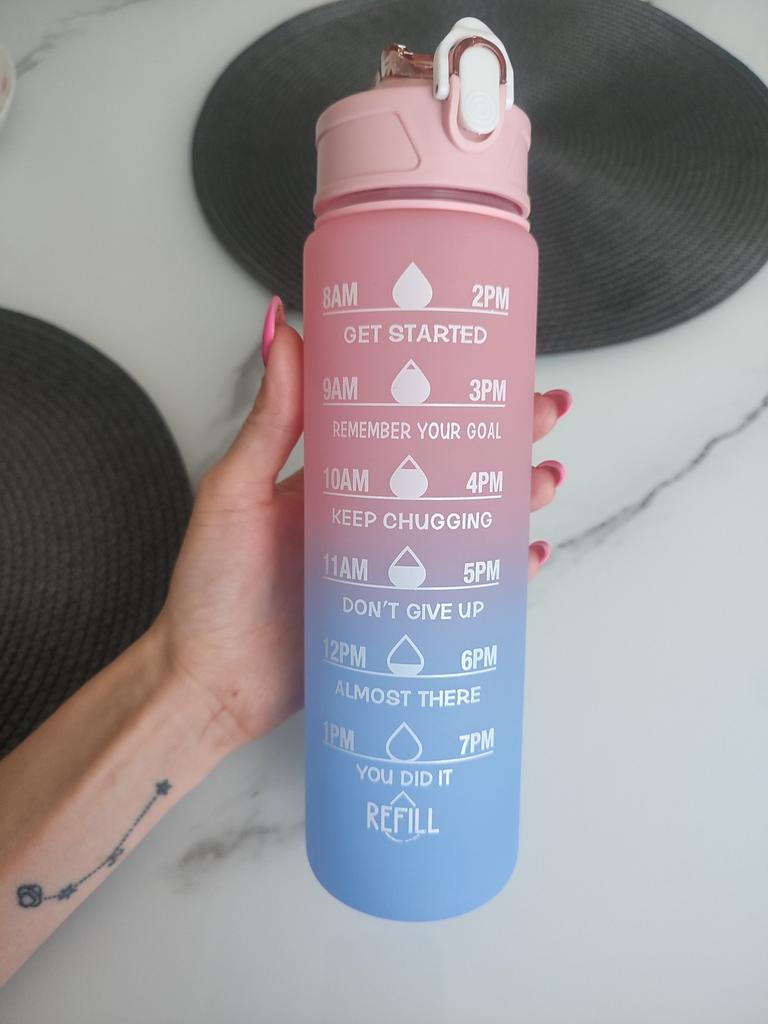 8AM 2PM
GET STARTED
9AM 3PM
REMEMBER YOUR GOAL
10AM 4PM
KEEP CHUGGING
11AM 5PM
DON'T GIVE UP
12PM 6PM
ALMOST THERE
1PM 7PM
YOU DID IT
REFILL